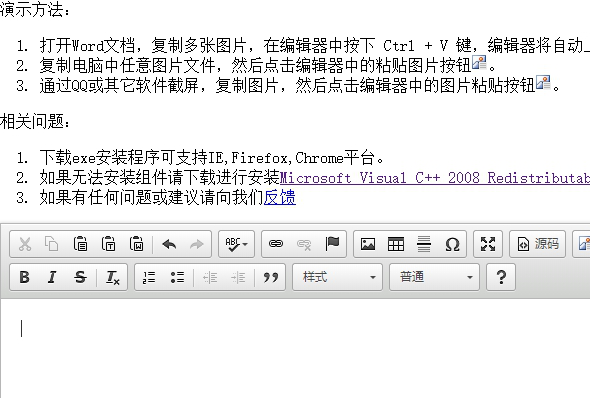 演示方法：
1. 打开Word文档，复制多张图片，在编辑器中按下 Ctrl + V 键，编辑器将自动
2. 复制电脑中任意图片文件，然后点击编辑器中的粘贴图片按钮。
3. 通过QQ或其它软件截屏，复制图片，然后点击编辑器中的图片粘贴按钮。
相关问题：
1. 下载exe安装程序可支持IE,Firefox,Chrome平台。
2. 如果无法安装组件请下载进行安装Microsoft Visual C++ 2008 Redistributab
3. 如果有任何问题或建议请向我们反馈
ABC Ω 源码
B I S Ix 样式 普通 ?